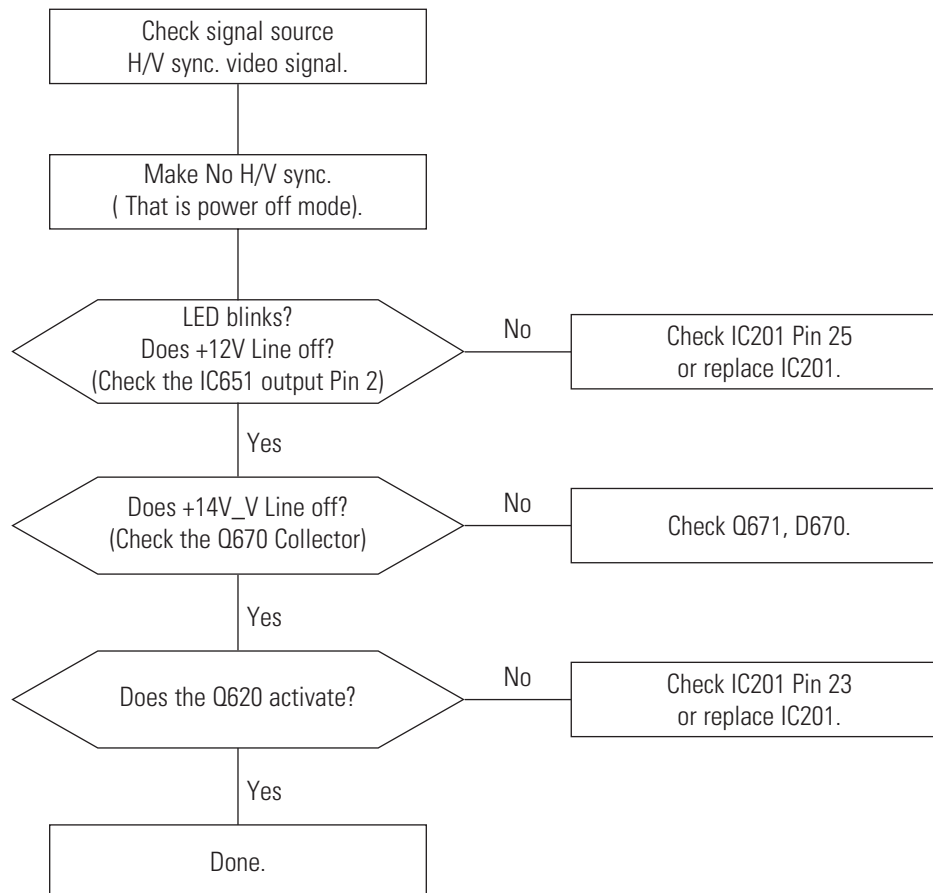 Check signal source
H/V sync. video signal.
Make No H/V sync.
( That is power off mode).
LED blinks?
Does +12V Line off?
(Check the IC651 output Pin 2)
No
Check IC201 Pin 25
or replace IC201.
Yes
Does +14V_V Line off?
(Check the Q670 Collector)
No
Check Q671, D670.
Yes
Does the Q620 activate?
No
Check IC201 Pin 23
or replace IC201.
Yes
Done.